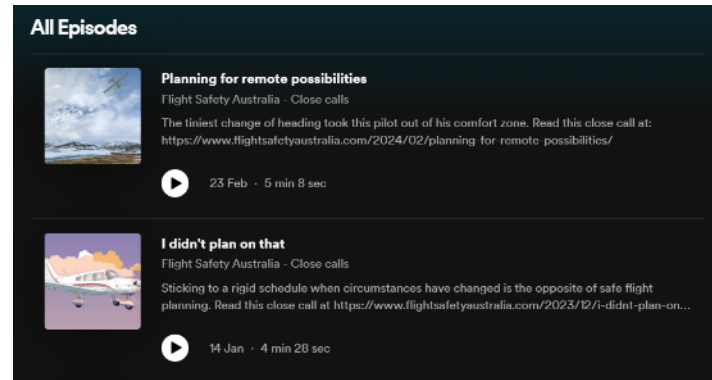 All Episodes
Planning for remote possibilities
Flight Safety Australia - Close calls
The tiniest change of heading took this pilot out of his comfort zone. Read this close call at:
https://www.flightsafetyaustralia.com/2024/02/planning-for-remote-possibilities/
23 Feb · 5 min 8 sec
I didn't plan on that
Flight Safety Australia - Close calls
Sticking to a rigid schedule when circumstances have changed is the opposite of safe flight
planning. Read this close call at https://www.flightsafetyaustralia.com/2023/12/i-didnt-plan-on...
14 Jan · 4 min 28 sec